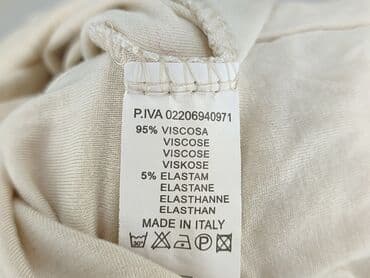 P.IVA 02206940971
95% VISCOSA
VISCOSE
VISCOSE
VISKOSE
5% ELASTAM
ELASTANE
ELASTHANNE
ELASTHAN
MADE IN ITALY
P